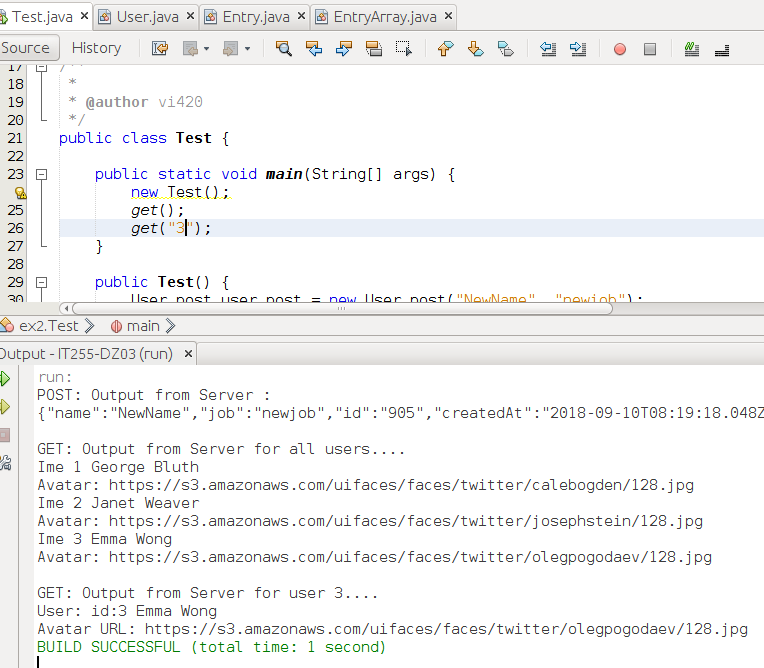 Test.java × User.java × Entry.java × EntryArray.java ×
Source History
17 /**
18 *
19 * @author vi420
20 */
21 public class Test {
22
23 public static void main(String[] args) {
new Test();
25 get();
26 get("3");
27 }
28
29 public Test() {
30 User_post user_post = new User_post("NewName", "newjob");
ex2.Test main
Output - IT255-DZ03 (run) ×
run:
POST: Output from Server :
{"name":"NewName","job":"newjob","id":"905","createdAt":"2018-09-10T08:19:18.048Z
GET: Output from Server for all users....
Ime 1 George Bluth
Avatar: https://s3.amazonaws.com/uifaces/faces/twitter/calebogden/128.jpg
Ime 2 Janet Weaver
Avatar: https://s3.amazonaws.com/uifaces/faces/twitter/josephstein/128.jpg
Ime 3 Emma Wong
Avatar: https://s3.amazonaws.com/uifaces/faces/twitter/olegpogodaev/128.jpg
GET: Output from Server for user 3....
User: id:3 Emma Wong
Avatar URL: https://s3.amazonaws.com/uifaces/faces/twitter/olegpogodaev/128.jpg
BUILD SUCCESSFUL (total time: 1 second)